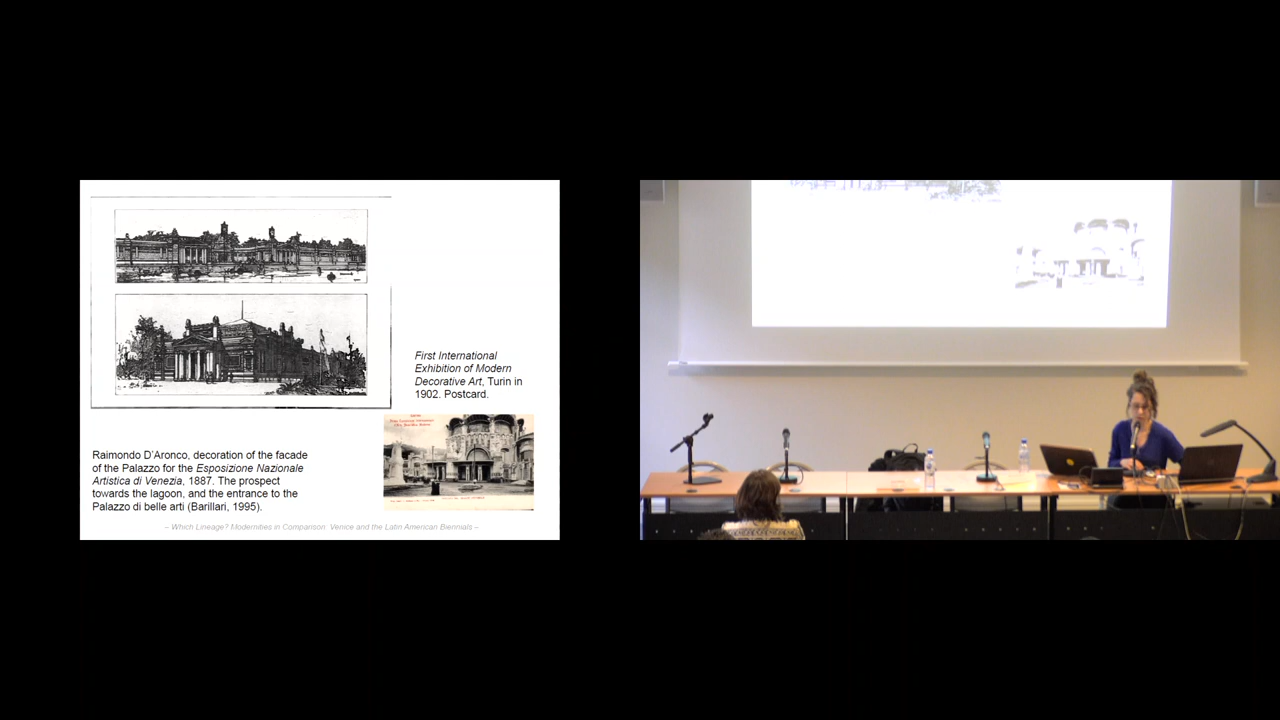 First International
Exhibition of Modern
Decorative Art, Turin in
1902. Postcard.
Raimondo D'Aronco, decoration of the facade
of the Palazzo for the Esposizione Nazionale
Artistica di Venezia, 1887. The prospect
towards the lagoon, and the entrance to the
Palazzo di belle arti (Barillari, 1995).
– Which Lineage? Modernities in Comparison: Venice and the Latin American Biennials –